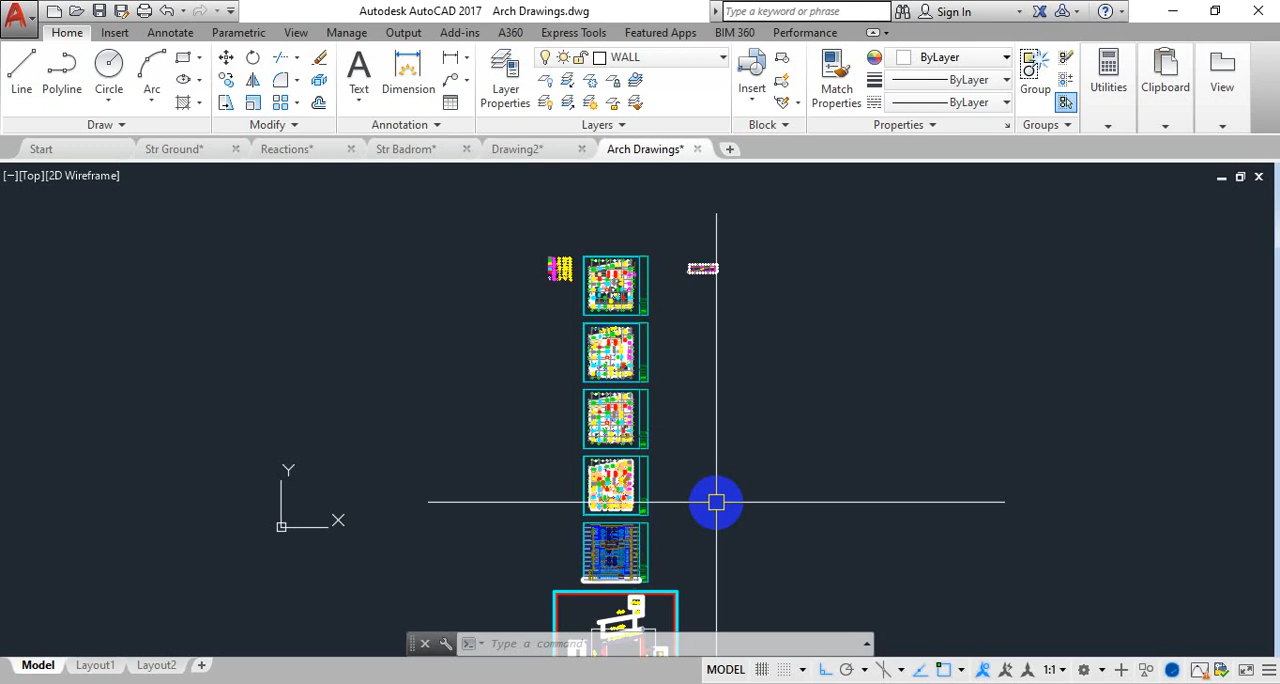 Autodesk AutoCAD 2017 Arch Drawings.dwg
Type a keyword or phrase
Sign In
Home Insert Annotate Parametric View Manage Output Add-ins A360 Express Tools Featured Apps BIM 360 Performance
WALL
ByLayer
ByLayer
ByLayer
Line Polyline Circle Arc Text Dimension Layer Properties Insert Match Properties Group Utilities Clipboard View
Draw Modify Annotation Layers Block Properties Groups
Start Str Ground* Reactions* Str Badrom* Drawing2* Arch Drawings*
[−][Top][2D Wireframe]
Y
X
Type a command
Model Layout1 Layout2 MODEL 1:1